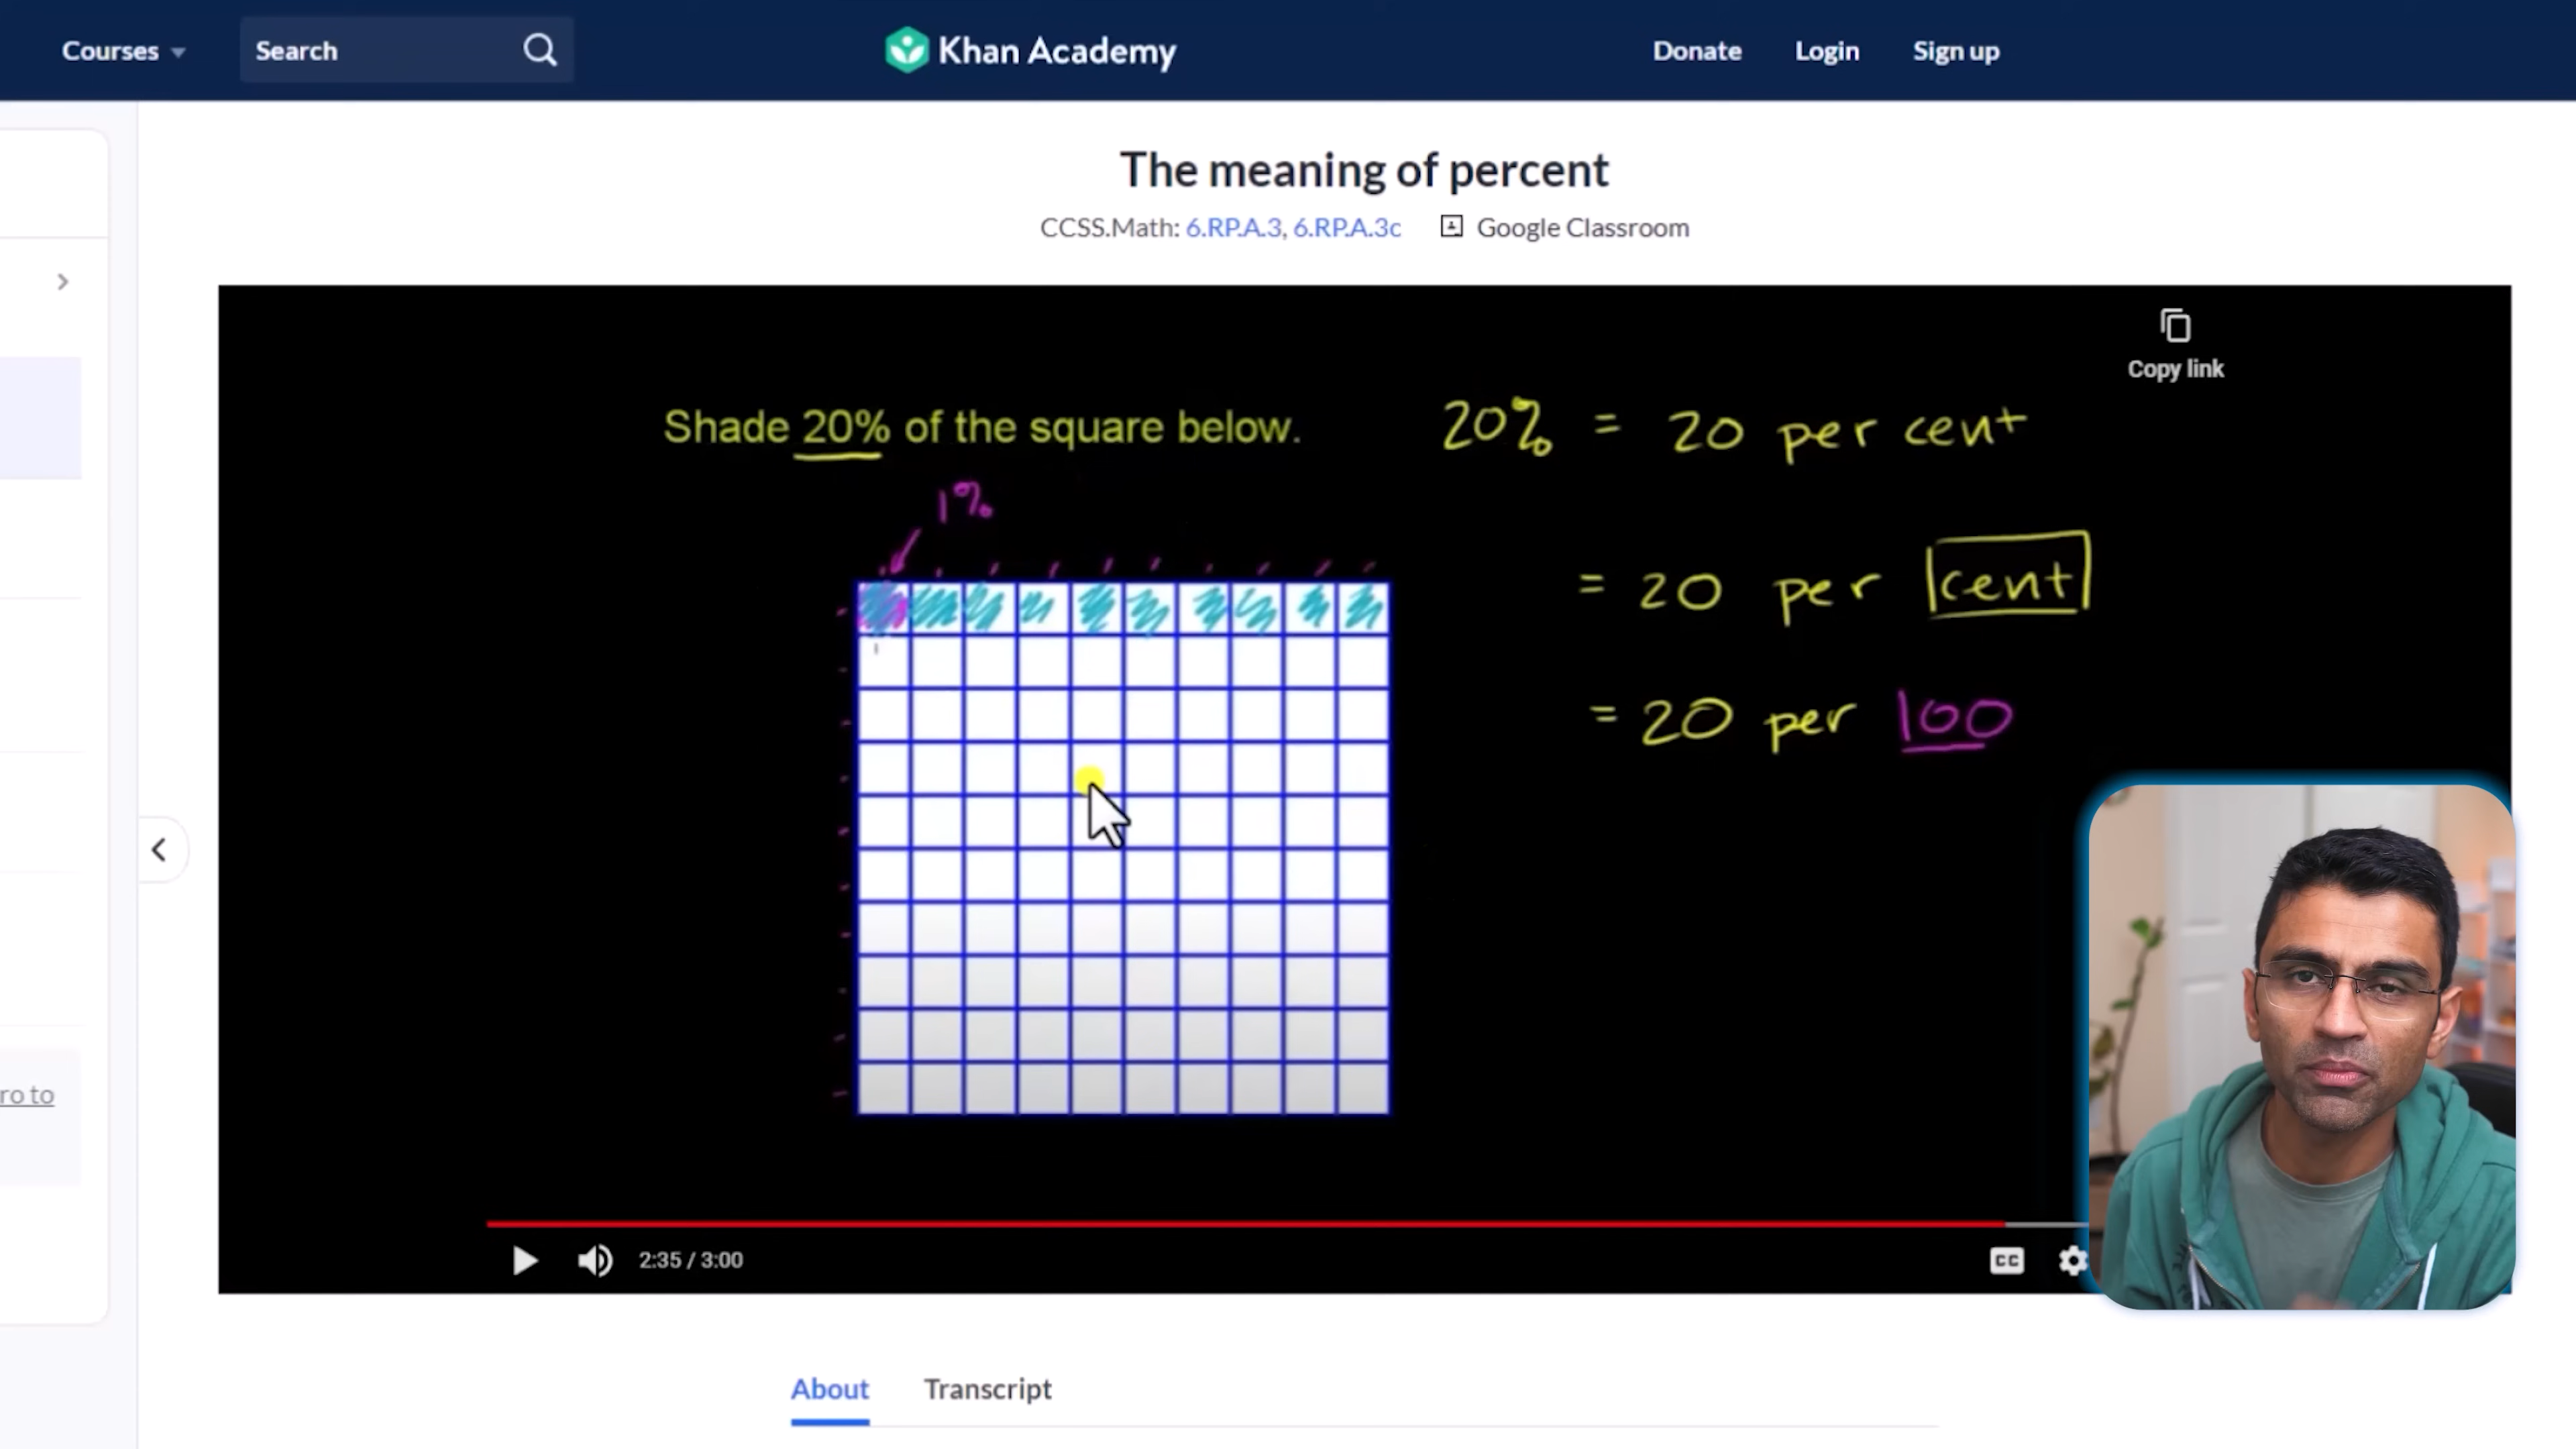 Courses
Search
Khan Academy
Donate
Login
Sign up
The meaning of percent
CCSS.Math: 6.RP.A.3, 6.RP.A.3c
Google Classroom
Copy link
Shade 20% of the square below.
20% = 20 per cent
1%
= 20 per cent
= 20 per 100
ro to
2:35 / 3:00
CC
About
Transcript